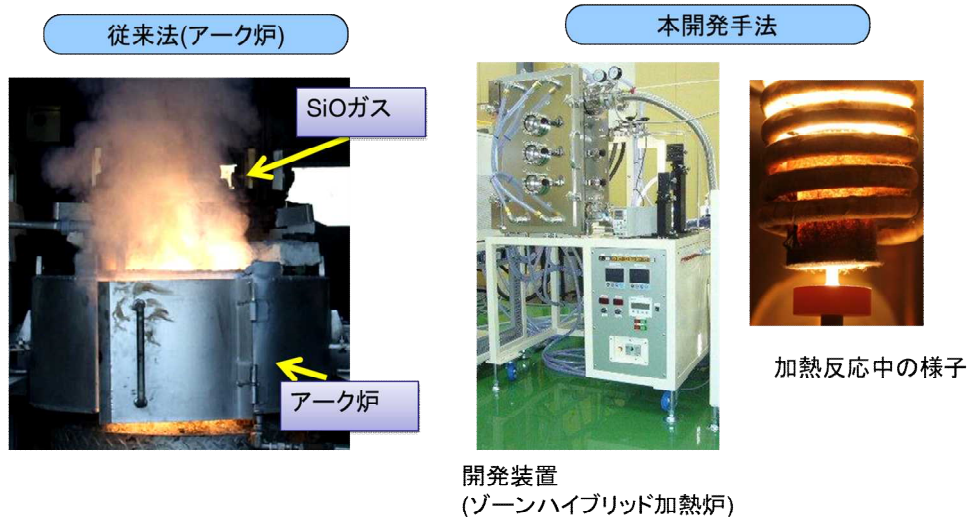 従来法(アーク炉)
本開発手法
SiOガス
アーク炉
加熱反応中の様子
開発装置
(ゾーンハイブリッド加熱炉)